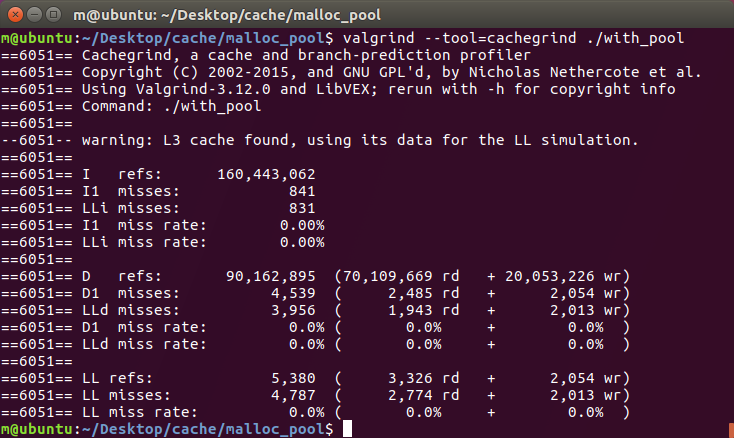 m@ubuntu: ~/Desktop/cache/malloc_pool
m@ubuntu:~/Desktop/cache/malloc_pool$ valgrind --tool=cachegrind ./with_pool
==6051== Cachegrind, a cache and branch-prediction profiler
==6051== Copyright (C) 2002-2015, and GNU GPL'd, by Nicholas Nethercote et al.
==6051== Using Valgrind-3.12.0 and LibVEX; rerun with -h for copyright info
==6051== Command: ./with_pool
==6051==
--6051-- warning: L3 cache found, using its data for the LL simulation.
==6051==
==6051== I   refs:      160,443,062
==6051== I1  misses:            841
==6051== LLi misses:            831
==6051== I1  miss rate:        0.00%
==6051== LLi miss rate:        0.00%
==6051==
==6051== D   refs:       90,162,895  (70,109,669 rd   + 20,053,226 wr)
==6051== D1  misses:          4,539  (     2,485 rd   +      2,054 wr)
==6051== LLd misses:          3,956  (     1,943 rd   +      2,013 wr)
==6051== D1  miss rate:         0.0% (       0.0%     +        0.0%  )
==6051== LLd miss rate:         0.0% (       0.0%     +        0.0%  )
==6051==
==6051== LL refs:             5,380  (     3,326 rd   +      2,054 wr)
==6051== LL misses:           4,787  (     2,774 rd   +      2,013 wr)
==6051== LL miss rate:          0.0% (       0.0%     +        0.0%  )
m@ubuntu:~/Desktop/cache/malloc_pool$